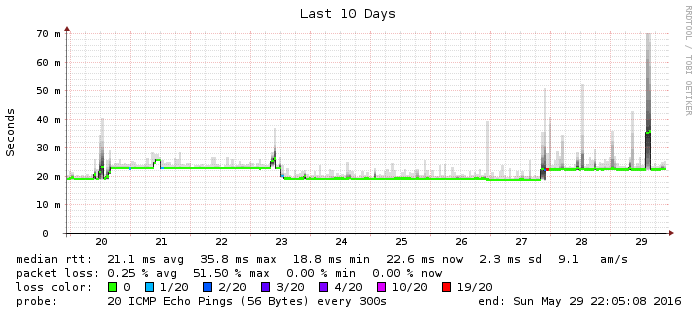 Last 10 Days
RRDTOOL / TOBI OETIKER
Seconds
70 m
60 m
50 m
40 m
30 m
20 m
10 m
0
20 21 22 23 24 25 26 27 28 29
median rtt: 21.1 ms avg 35.8 ms max 18.8 ms min 22.6 ms now 2.3 ms sd 9.1 am/s
packet loss: 0.25 % avg 51.50 % max 0.00 % min 0.00 % now
loss color: 0 1/20 2/20 3/20 4/20 10/20 19/20
probe: 20 ICMP Echo Pings (56 Bytes) every 300s end: Sun May 29 22:05:08 2016